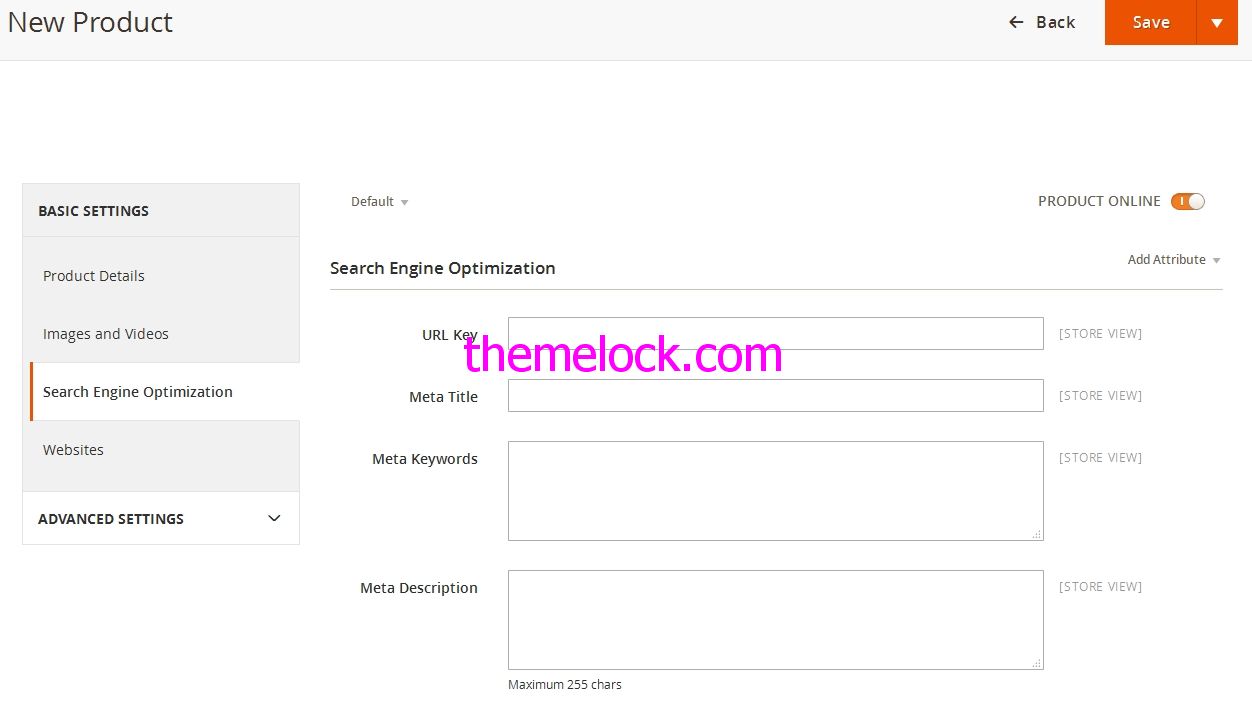 New Product
Back
Save
BASIC SETTINGS
Product Details
Images and Videos
Search Engine Optimization
Websites
ADVANCED SETTINGS
Default
PRODUCT ONLINE
Search Engine Optimization
Add Attribute
URL Key
[STORE VIEW]
themelock.com
Meta Title
[STORE VIEW]
Meta Keywords
[STORE VIEW]
Meta Description
[STORE VIEW]
Maximum 255 chars